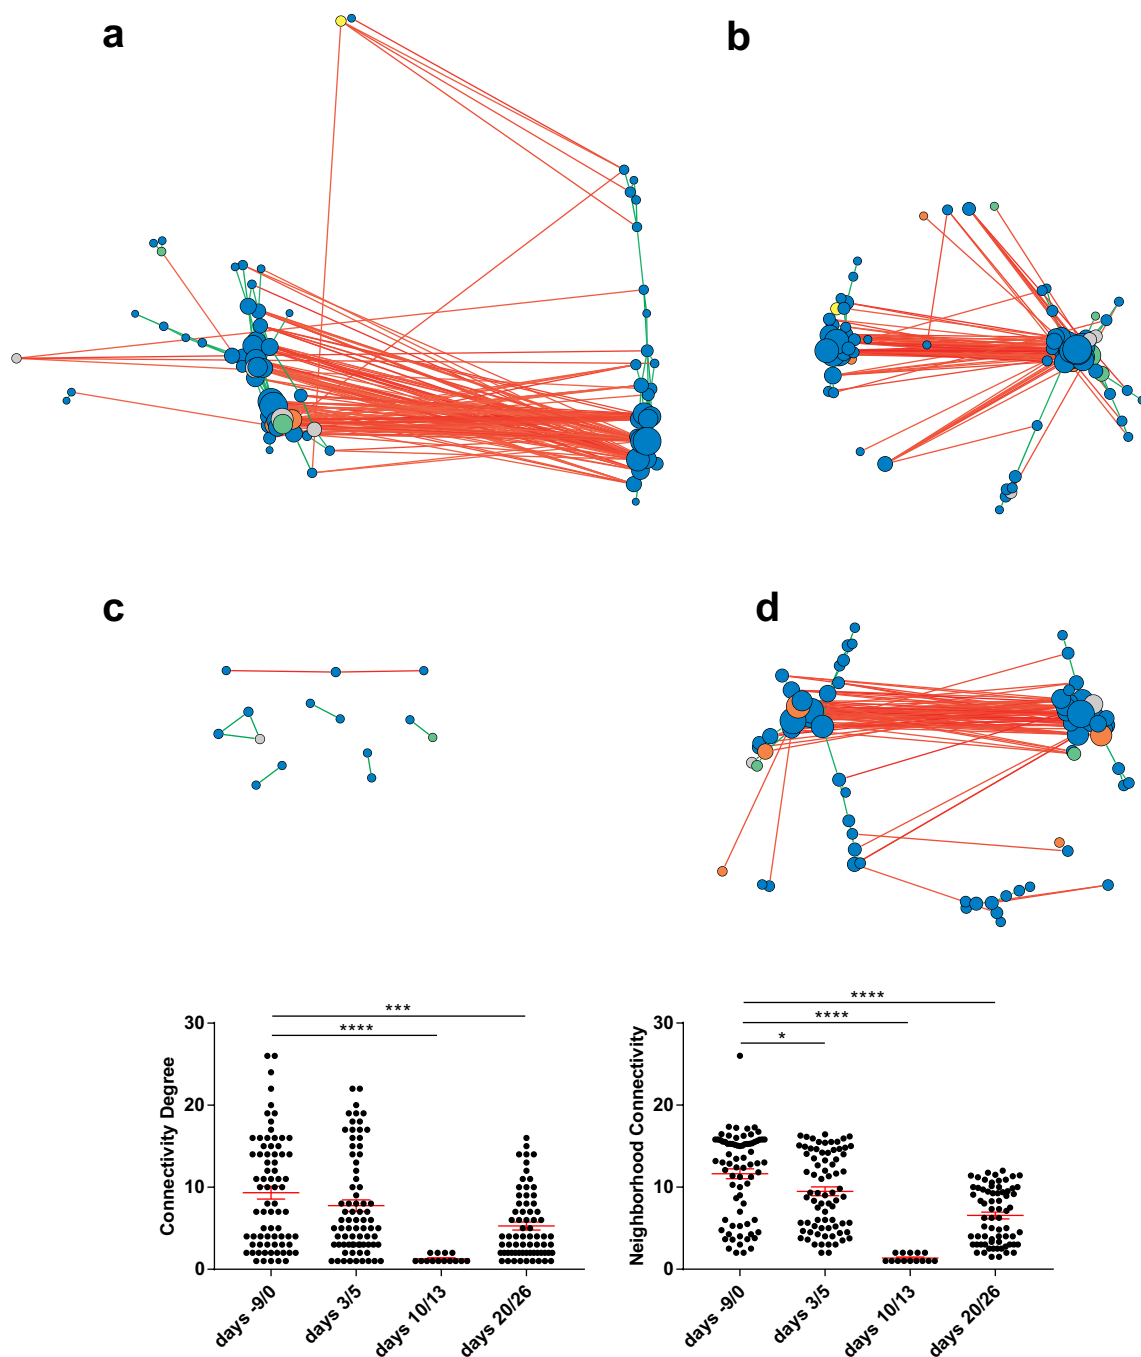 a
b
c
d
***
****
30
20
10
0
Connectivity Degree
days -9/0
days 3/5
days 10/13
days 20/26
****
****
*
30
20
10
0
Neighborhood Connectivity
days -9/0
days 3/5
days 10/13
days 20/26